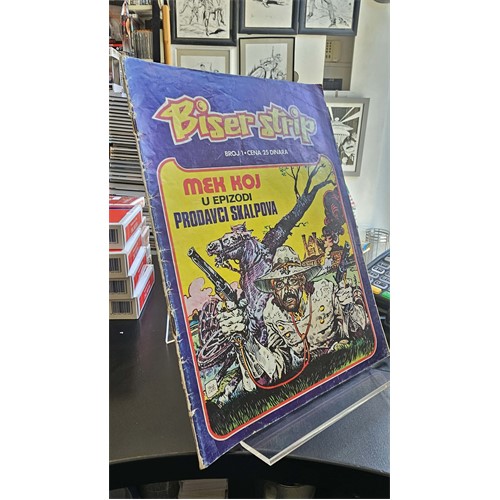 Biser strip
BROJ 1 • CENA 25 DINARA
MEK KOJ
U EPIZODI
PRODAVCI SKALPOVA